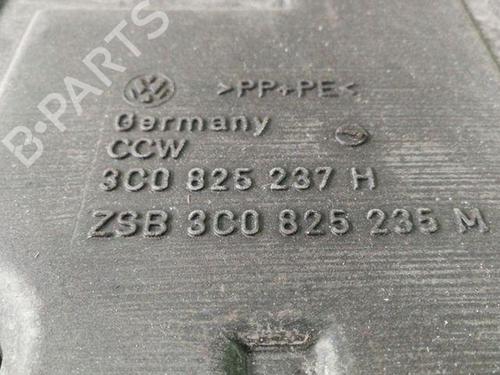 B-PARTS
>PP+PE<
Germany
CCW
3C0 825 237 H
ZSB 3C0 825 235 M